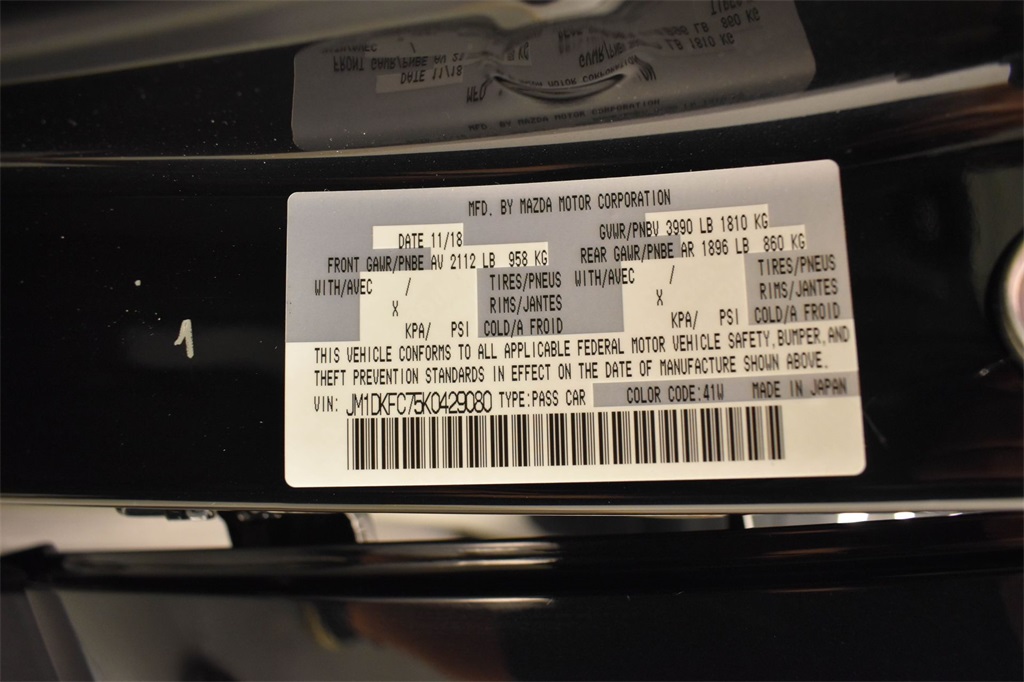 MFD. BY MAZDA MOTOR CORPORATION
DATE 11/18 GVWR/PNBV 3990 LB 1810 KG
FRONT GAWR/PNBE AV 2112 LB 958 KG REAR GAWR/PNBE AR 1896 LB 860 KG
WITH/AVEC / TIRES/PNEUS WITH/AVEC / TIRES/PNEUS
X RIMS/JANTES X RIMS/JANTES
KPA/ PSI COLD/A FROID KPA/ PSI COLD/A FROID
THIS VEHICLE CONFORMS TO ALL APPLICABLE FEDERAL MOTOR VEHICLE SAFETY, BUMPER, AND
THEFT PREVENTION STANDARDS IN EFFECT ON THE DATE OF MANUFACTURE SHOWN ABOVE.
VIN: JM1DKFC75K0429080 TYPE:PASS CAR COLOR CODE:41W MADE IN JAPAN
1